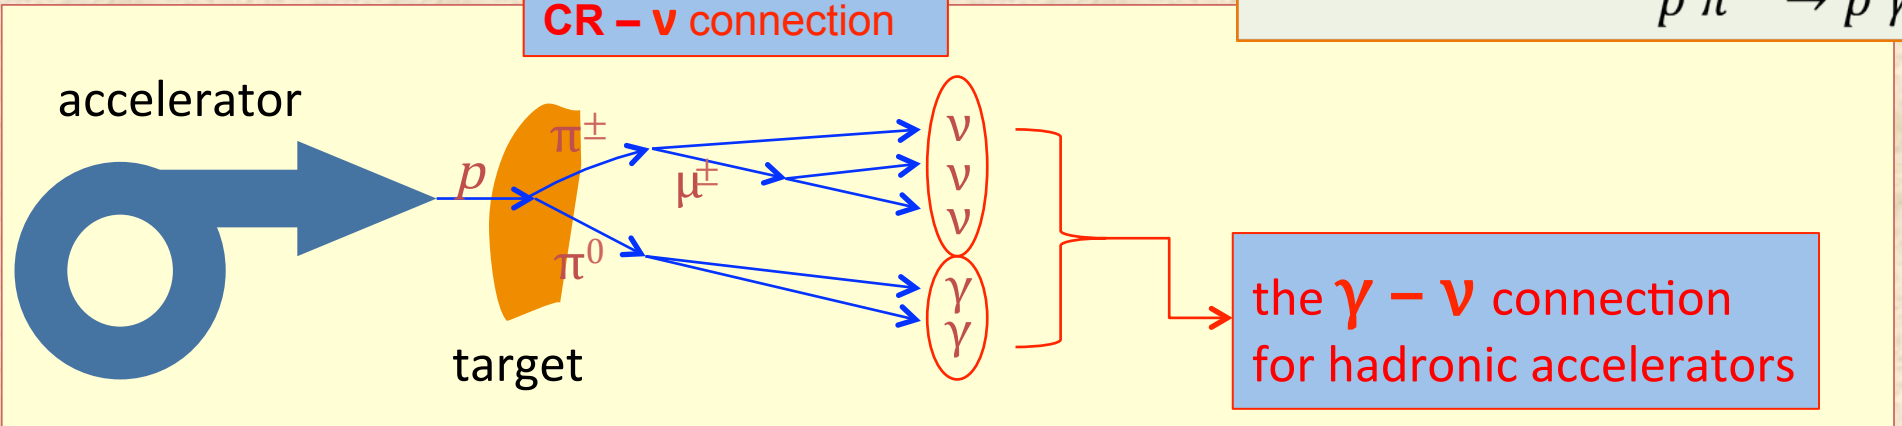 CR – ν connection
p π → p γ
accelerator
π±
p
μ±
π⁰
ν
ν
ν
γ
γ
target
the γ – ν connection
for hadronic accelerators